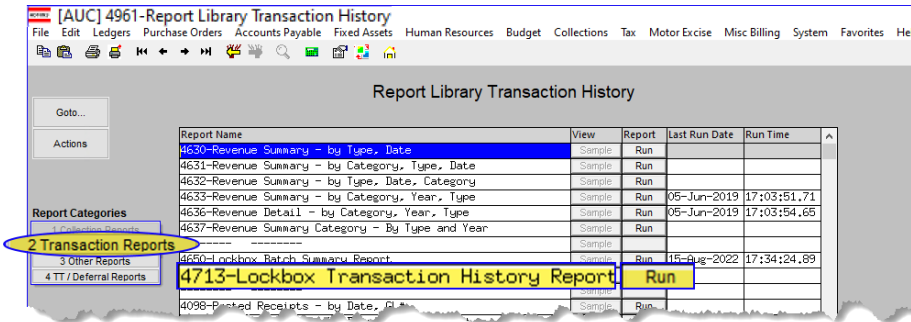 [AUC] 4961-Report Library Transaction History
File Edit Ledgers Purchase Orders Accounts Payable Fixed Assets Human Resources Budget Collections Tax Motor Excise Misc Billing System Favorites He
Report Library Transaction History
Goto...
Actions
Report Name View Report Last Run Date Run Time
4630-Revenue Summary - by Type, Date Sample Run
4631-Revenue Summary - by Category, Type, Date Sample Run
4632-Revenue Summary - by Type, Date, Category Sample Run
4633-Revenue Summary - by Category, Year, Type Sample Run 05-Jun-2019 17:03:51.71
Report Categories
4636-Revenue Detail - by Category, Year, Type Sample Run 05-Jun-2019 17:03:54.65
1 Collection Reports
4637-Revenue Summary Category - By Type and Year Sample Run
2 Transaction Reports
-------- -------- Sample
3 Other Reports
4650-Lockbox Batch Summary Report Sample Run 15-Aug-2022 17:34:24.89
4 TT / Deferral Reports
4713-Lockbox Transaction History Report Run
-------- -------- Sample
4098-Posted Receipts - by Date, Sample Run